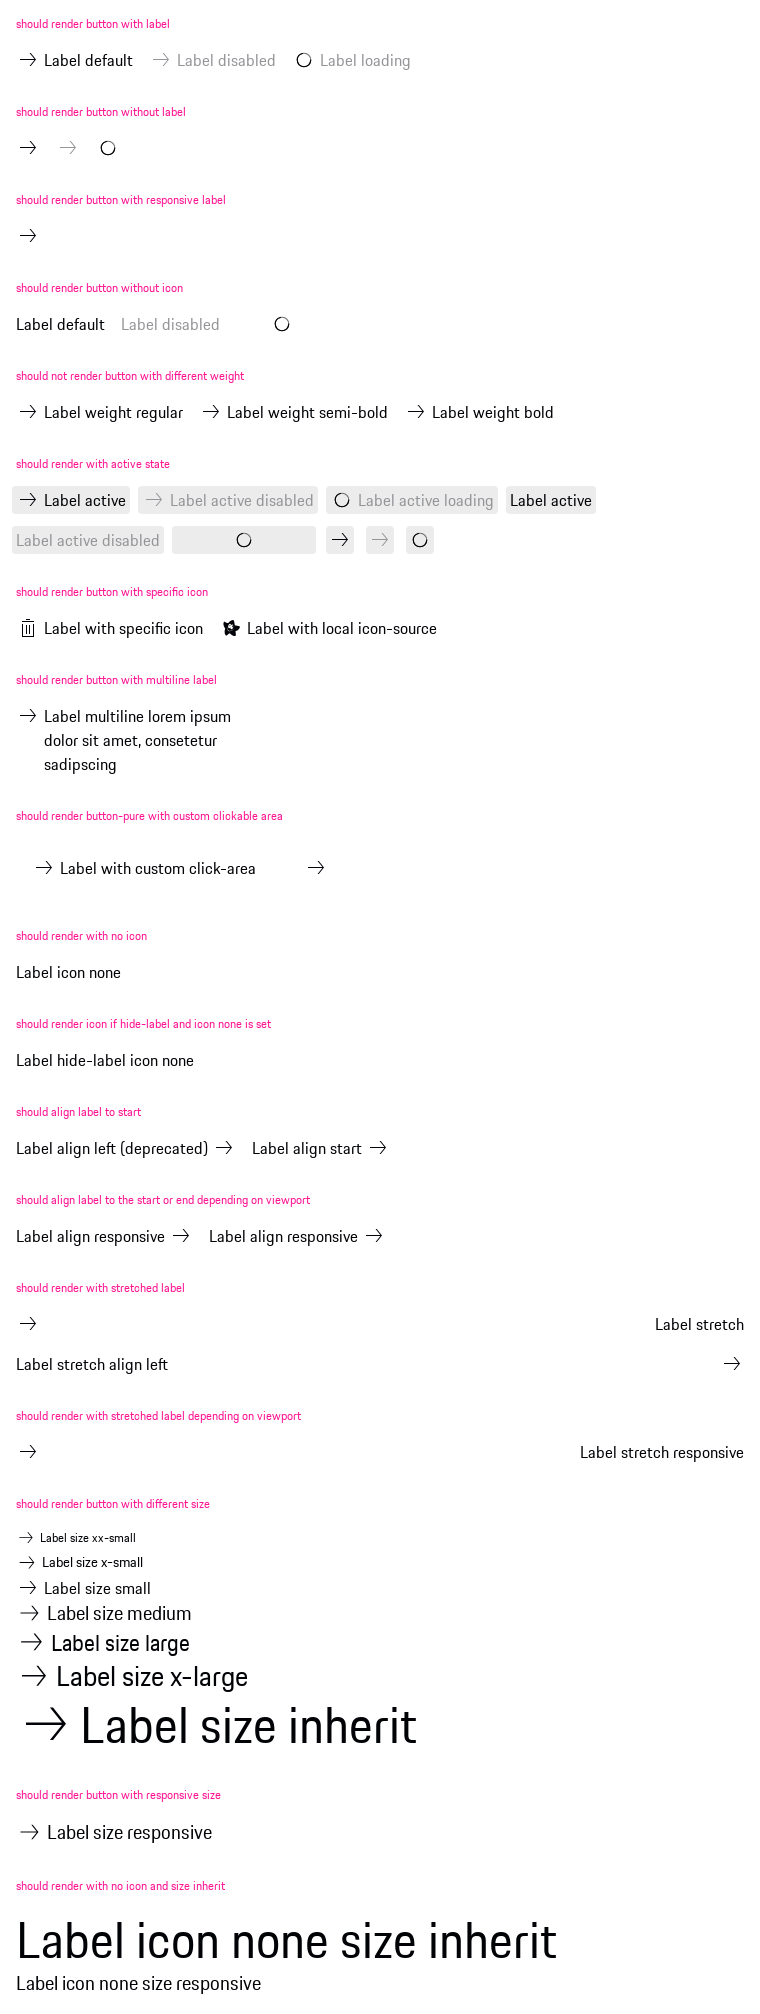 should render button with label
Label default Label disabled Label loading
should render button without label
should render button with responsive label
should render button without icon
Label default Label disabled
should not render button with different weight
Label weight regular Label weight semi-bold Label weight bold
should render with active state
Label active Label active disabled Label active loading Label active
Label active disabled
should render button with specific icon
Label with specific icon Label with local icon-source
should render button with multiline label
Label multiline lorem ipsum
dolor sit amet, consetetur
sadipscing
should render button-pure with custom clickable area
Label with custom click-area
should render with no icon
Label icon none
should render icon if hide-label and icon none is set
Label hide-label icon none
should align label to start
Label align left (deprecated) Label align start
should align label to the start or end depending on viewport
Label align responsive Label align responsive
should render with stretched label
Label stretch
Label stretch align left
should render with stretched label depending on viewport
Label stretch responsive
should render button with different size
Label size xx-small
Label size x-small
Label size small
Label size medium
Label size large
Label size x-large
Label size inherit
should render button with responsive size
Label size responsive
should render with no icon and size inherit
Label icon none size inherit
Label icon none size responsive